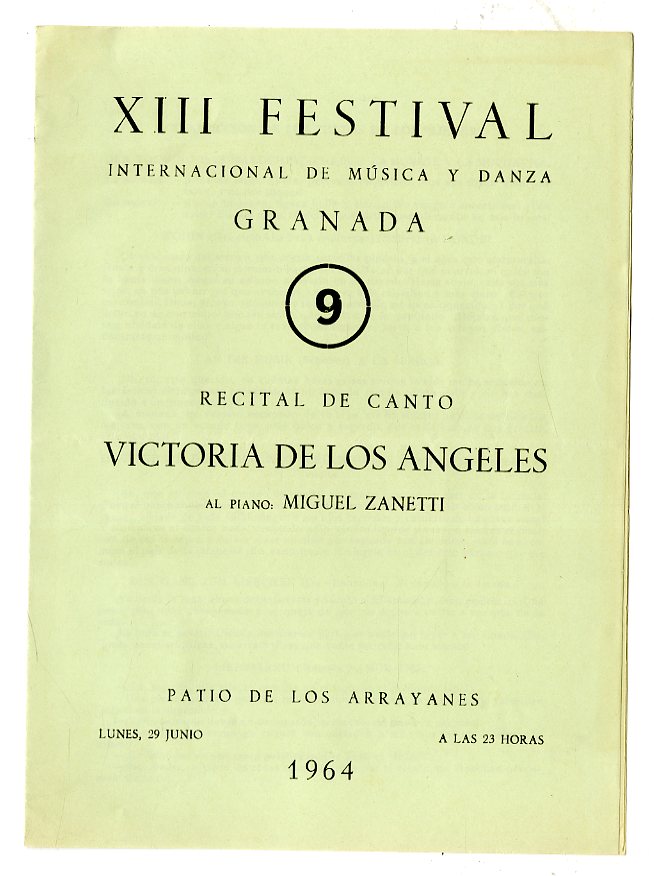 XIII FESTIVAL
INTERNACIONAL DE MÚSICA Y DANZA
GRANADA
9
RECITAL DE CANTO
VICTORIA DE LOS ANGELES
AL PIANO: MIGUEL ZANETTI
PATIO DE LOS ARRAYANES
LUNES, 29 JUNIO A LAS 23 HORAS
1964